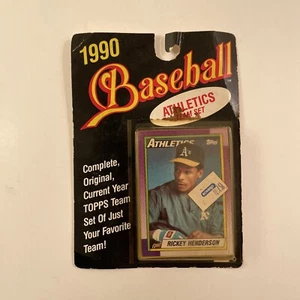 1990
Baseball
ATHLETICS
TEAM SET
Complete,
Original,
Current Year
TOPPS Team
Set Of Just
Your Favorite
Team!
ATHLETICS
Topps
A's
RICKEY HENDERSON